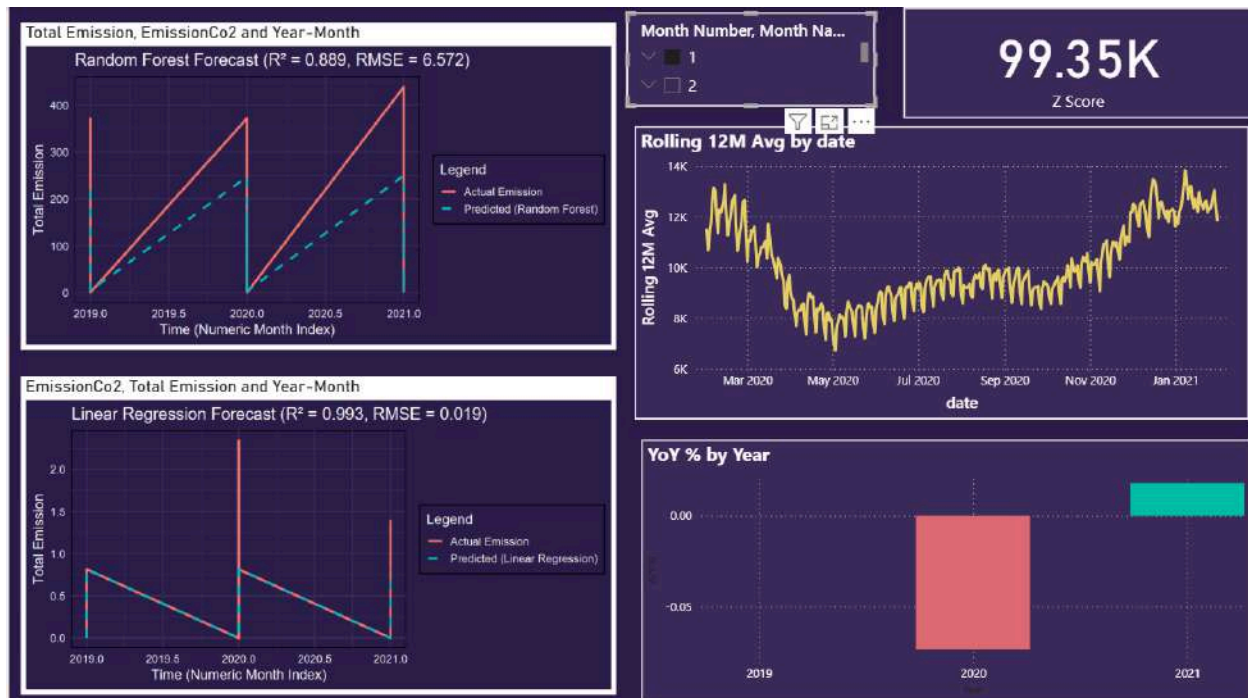 Total Emission, EmissionCo2 and Year-Month
Random Forest Forecast (R² = 0.889, RMSE = 6.572)
400
300
200
100
0
Total Emission
2019.0 2019.5 2020.0 2020.5 2021.0
Time (Numeric Month Index)
Legend
Actual Emission
Predicted (Random Forest)
Month Number, Month Na...
1
2
99.35K
Z Score
Rolling 12M Avg by date
14K
12K
10K
8K
6K
Rolling 12M Avg
Mar 2020 May 2020 Jul 2020 Sep 2020 Nov 2020 Jan 2021
date
EmissionCo2, Total Emission and Year-Month
Linear Regression Forecast (R² = 0.993, RMSE = 0.019)
2.0
1.5
1.0
0.5
0.0
Total Emission
2019.0 2019.5 2020.0 2020.5 2021.0
Time (Numeric Month Index)
Legend
Actual Emission
Predicted (Linear Regression)
YoY % by Year
0.00
-0.05
2019 2020 2021